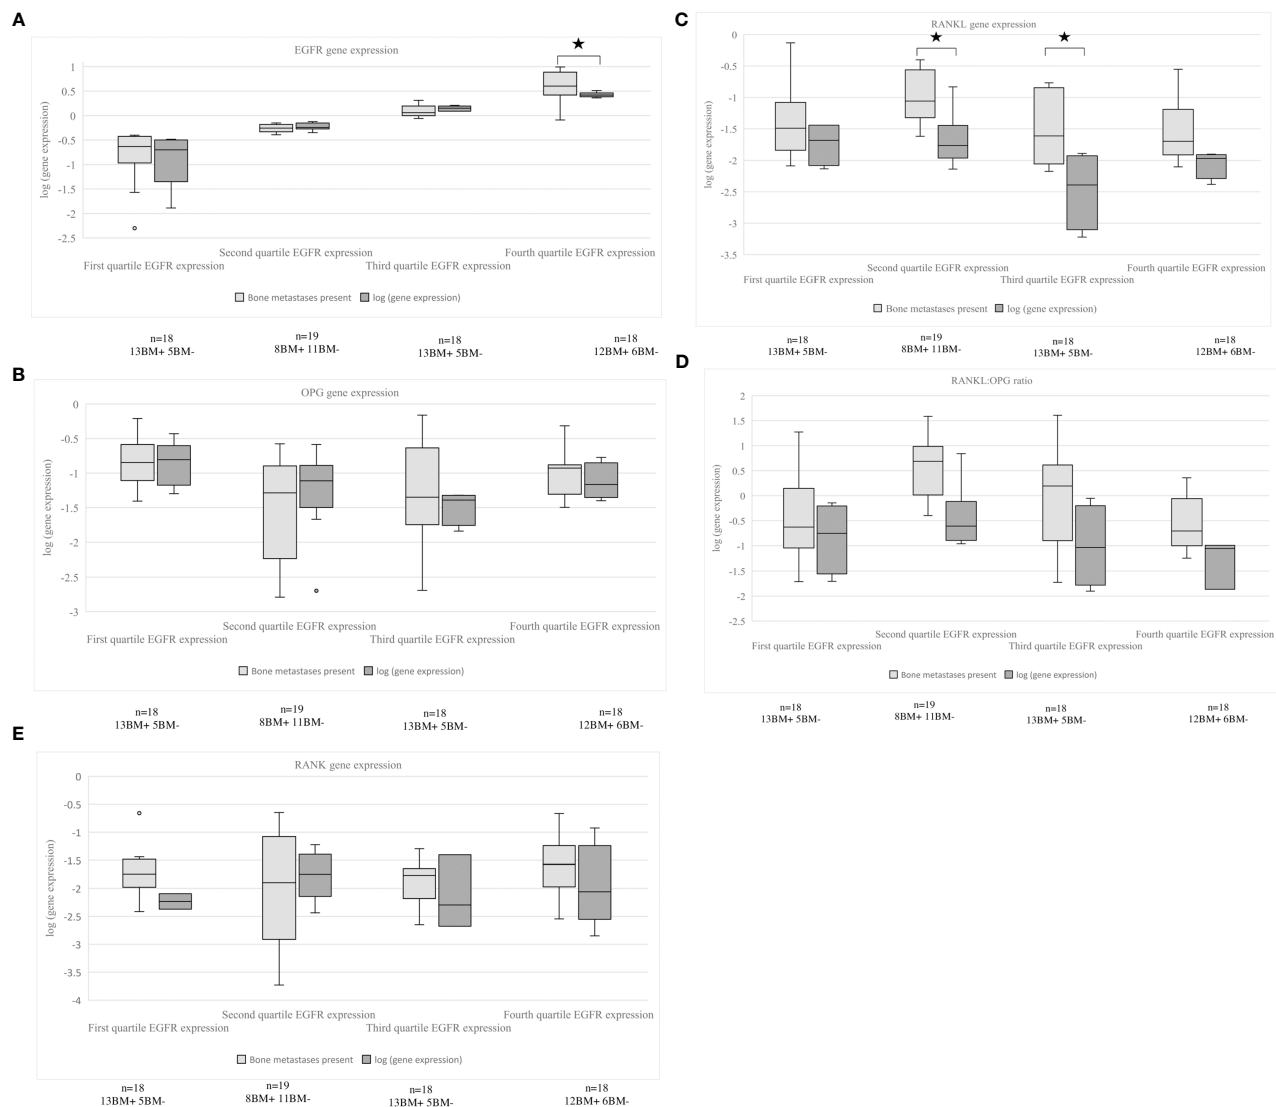 A
EGFR gene expression
★
1
0.5
0
-0.5
-1
-1.5
-2
-2.5
log (gene expression)
Second quartile EGFR expression
Fourth quartile EGFR expression
First quartile EGFR expression
Third quartile EGFR expression
Bone metastases present
log (gene expression)
n=18
13BM+ 5BM-
n=19
8BM+ 11BM-
n=18
13BM+ 5BM-
n=18
12BM+ 6BM-
B
OPG gene expression
0
-0.5
-1
-1.5
-2
-2.5
-3
log (gene expression)
Second quartile EGFR expression
Fourth quartile EGFR expression
First quartile EGFR expression
Third quartile EGFR expression
Bone metastases present
log (gene expression)
n=18
13BM+ 5BM-
n=19
8BM+ 11BM-
n=18
13BM+ 5BM-
n=18
12BM+ 6BM-
C
RANKL gene expression
★
★
0
-0.5
-1
-1.5
-2
-2.5
-3
-3.5
log (gene expression)
Second quartile EGFR expression
Fourth quartile EGFR expression
First quartile EGFR expression
Third quartile EGFR expression
Bone metastases present
log (gene expression)
n=18
13BM+ 5BM-
n=19
8BM+ 11BM-
n=18
13BM+ 5BM-
n=18
12BM+ 6BM-
D
RANKL:OPG ratio
2
1.5
1
0.5
0
-0.5
-1
-1.5
-2
-2.5
log (gene expression)
Second quartile EGFR expression
Fourth quartile EGFR expression
First quartile EGFR expression
Third quartile EGFR expression
Bone metastases present
log (gene expression)
n=18
13BM+ 5BM-
n=19
8BM+ 11BM-
n=18
13BM+ 5BM-
n=18
12BM+ 6BM-
E
RANK gene expression
0
-0.5
-1
-1.5
-2
-2.5
-3
-3.5
-4
log (gene expression)
Second quartile EGFR expression
Fourth quartile EGFR expression
First quartile EGFR expression
Third quartile EGFR expression
Bone metastases present
log (gene expression)
n=18
13BM+ 5BM-
n=19
8BM+ 11BM-
n=18
13BM+ 5BM-
n=18
12BM+ 6BM-